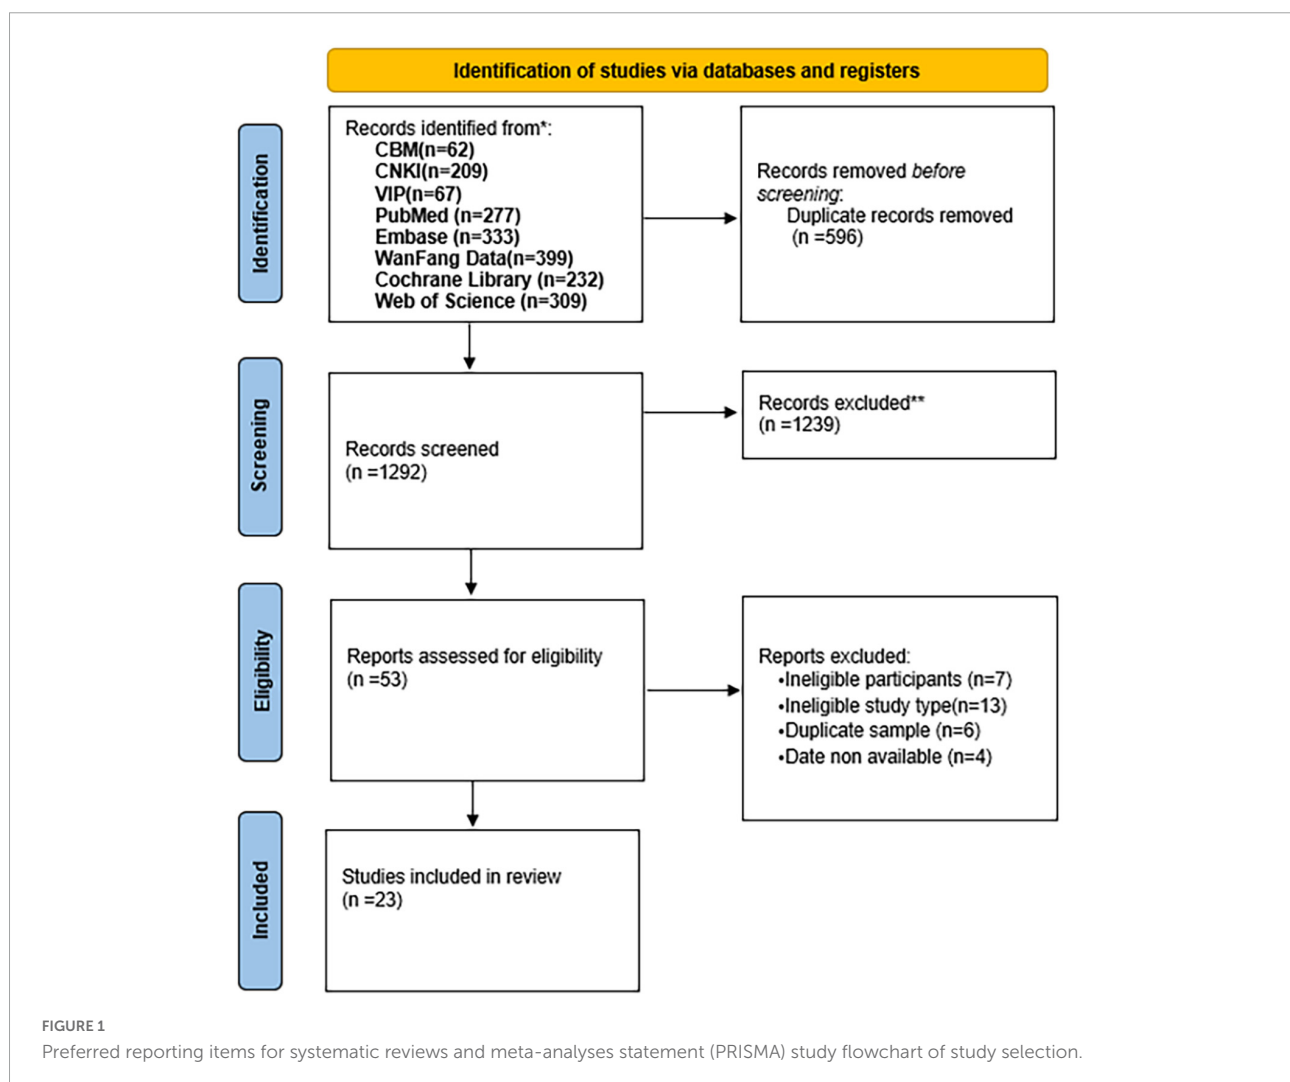 Identification of studies via databases and registers
Identification
Records identified from*:
CBM(n=62)
CNKI(n=209)
VIP(n=67)
PubMed (n=277)
Embase (n=333)
WanFang Data(n=399)
Cochrane Library (n=232)
Web of Science (n=309)
Records removed before
screening:
Duplicate records removed
(n =596)
Screening
Records screened
(n =1292)
Records excluded**
(n =1239)
Eligibility
Reports assessed for eligibility
(n =53)
Reports excluded:
•Ineligible participants (n=7)
•Ineligible study type(n=13)
•Duplicate sample (n=6)
•Date non available (n=4)
Included
Studies included in review
(n =23)
FIGURE 1
Preferred reporting items for systematic reviews and meta-analyses statement (PRISMA) study flowchart of study selection.